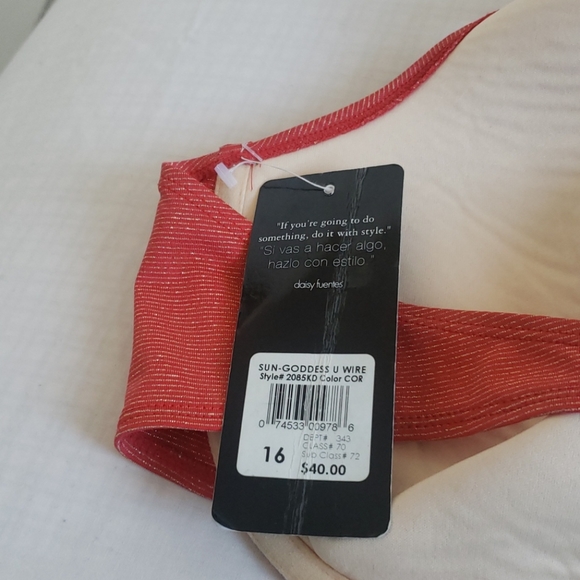 "If you're going to do
something, do it with style."
"Si vas a hacer algo,
hazlo con estilo."
daisy fuentes
SUN-GODDESS U WIRE
Style# 2085KD Color COR
0 74533 00978 6
DEPT# 343
CLASS# 70
Sub Class# 72
16
$40.00